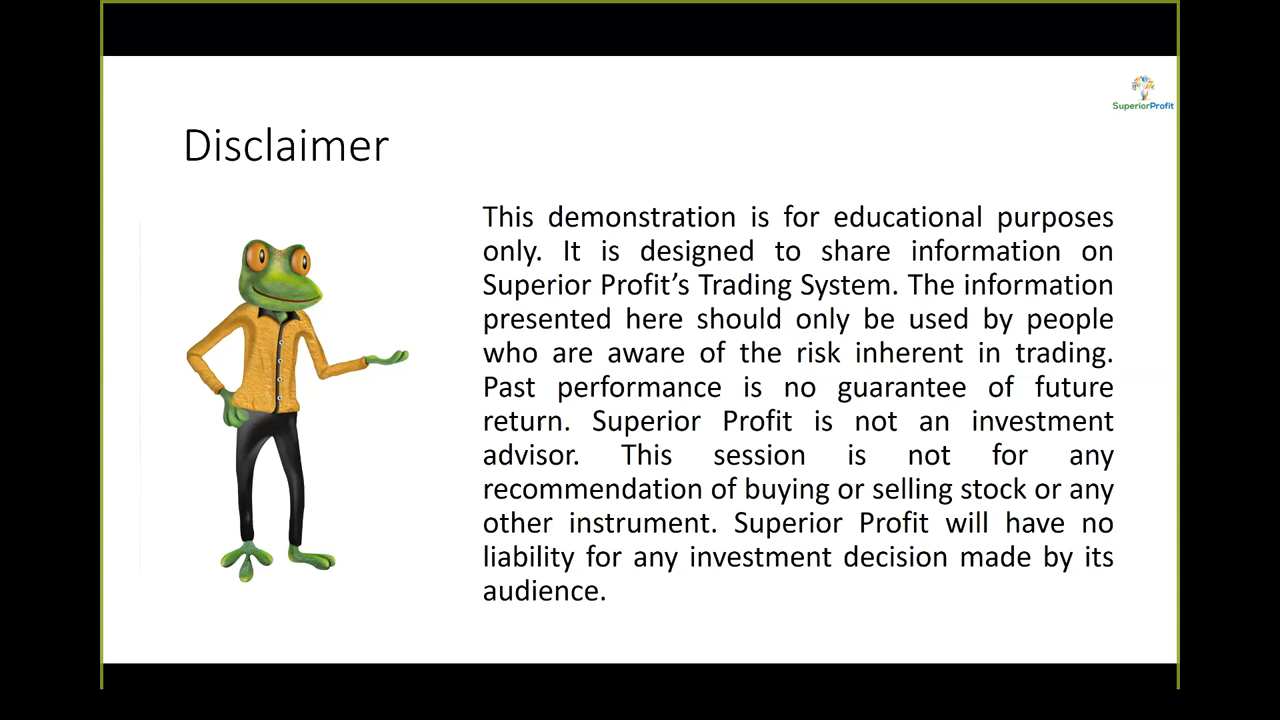 SuperiorProfit
Disclaimer
This demonstration is for educational purposes
only. It is designed to share information on
Superior Profit’s Trading System. The information
presented here should only be used by people
who are aware of the risk inherent in trading.
Past performance is no guarantee of future
return. Superior Profit is not an investment
advisor. This session is not for any
recommendation of buying or selling stock or any
other instrument. Superior Profit will have no
liability for any investment decision made by its
audience.